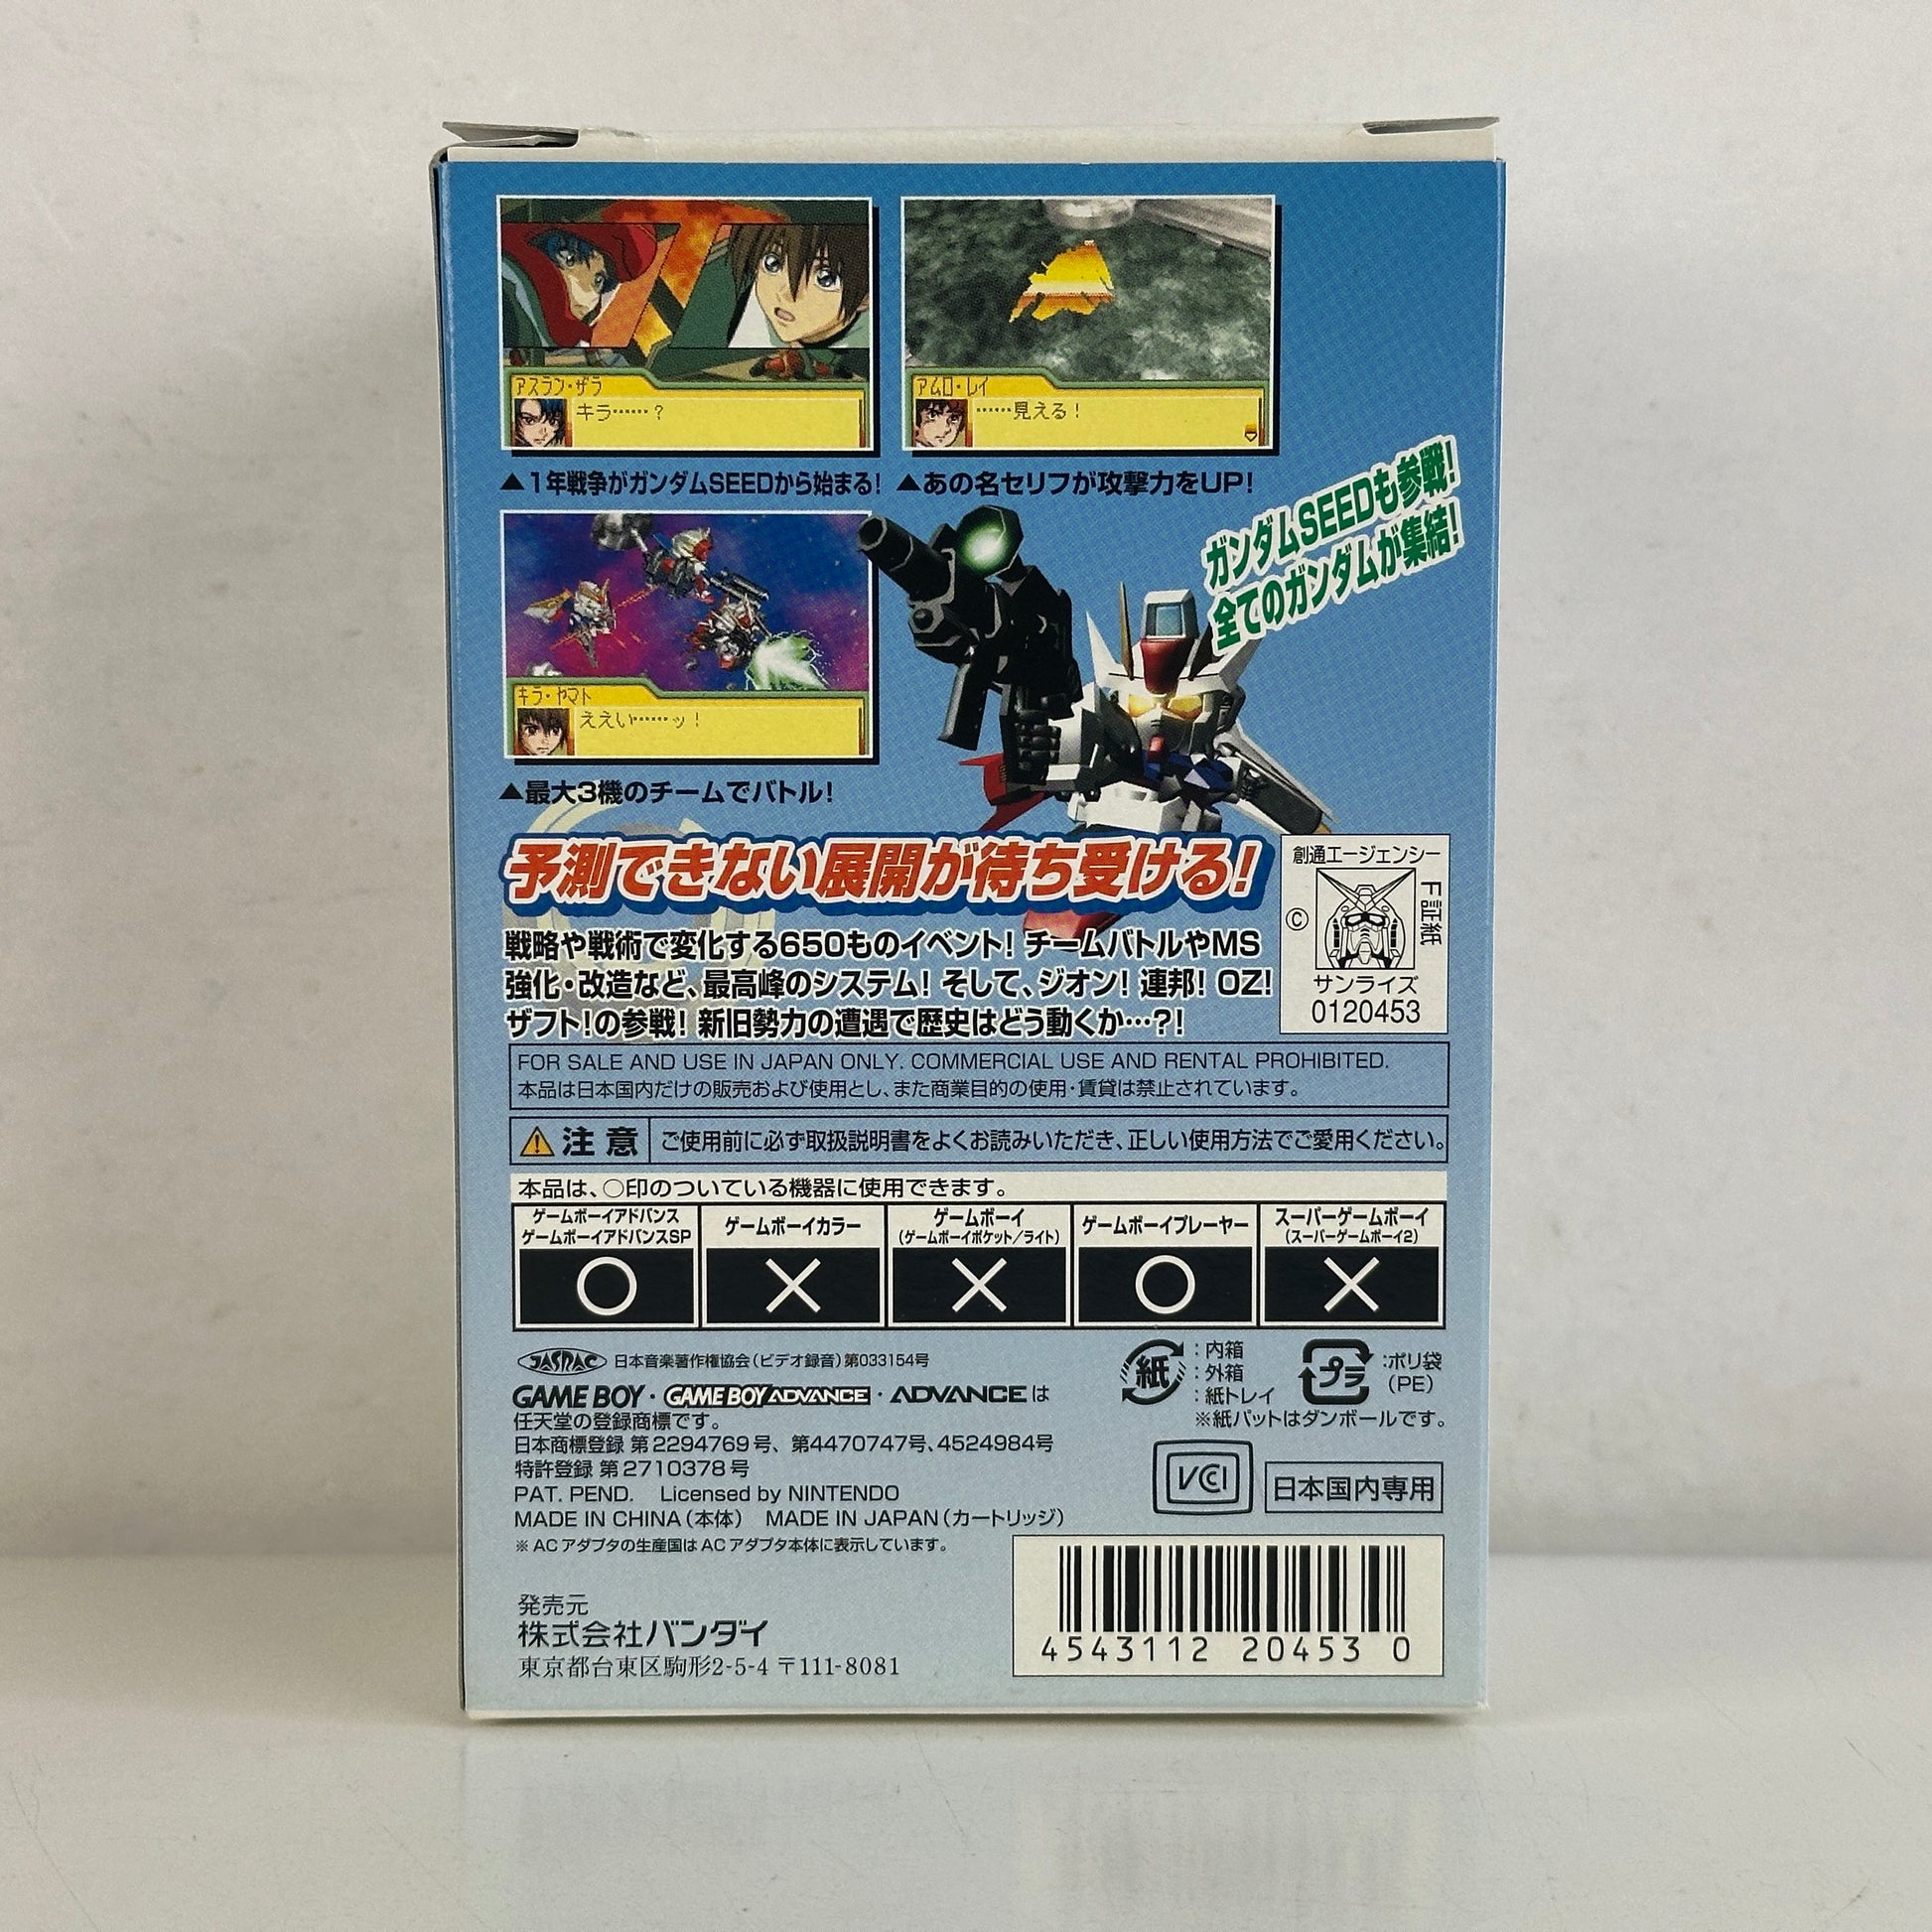 アスラン・ザラ
キラ……?
アムロ・レイ
……見える!
▲1年戦争がガンダムSEEDから始まる!
▲あの名セリフが攻撃力をUP!
ガンダムSEEDも参戦!
全てのガンダムが集結!
キラ・ヤマト
ええい……ッ!
▲最大3機のチームでバトル!
予測できない展開が待ち受ける!
戦略や戦術で変化する650ものイベント! チームバトルやMS
強化・改造など、最高峰のシステム! そして、ジオン! 連邦! OZ!
ザフト!の参戦! 新旧勢力の遭遇で歴史はどう動くか…?!
創通エージェンシー
F証紙
©
サンライズ
0120453
FOR SALE AND USE IN JAPAN ONLY. COMMERCIAL USE AND RENTAL PROHIBITED.
本品は日本国内だけの販売および使用とし、また商業目的の使用・賃貸は禁止されています。
注意 ご使用前に必ず取扱説明書をよくお読みいただき、正しい使用方法でご愛用ください。
本品は、○印のついている機器に使用できます。
ゲームボーイアドバンス
ゲームボーイアドバンスSP
ゲームボーイカラー
ゲームボーイ
(ゲームボーイポケット/ライト)
ゲームボーイプレーヤー
スーパーゲームボーイ
(スーパーゲームボーイ2)
○ × × ○ ×
JASRAC 日本音楽著作権協会(ビデオ録音)第033154号
GAME BOY・GAME BOY ADVANCE・ADVANCEは
任天堂の登録商標です。
日本商標登録 第2294769号、第4470747号、4524984号
特許登録 第2710378号
PAT. PEND. Licensed by NINTENDO
MADE IN CHINA(本体) MADE IN JAPAN(カートリッジ)
※ACアダプタの生産国はACアダプタ本体に表示しています。
紙
:内箱
:外箱
:紙トレイ
プラ
:ポリ袋
(PE)
※紙パットはダンボールです。
VCCI
日本国内専用
発売元
株式会社バンダイ
東京都台東区駒形2-5-4 〒111-8081
4543112 20453 0